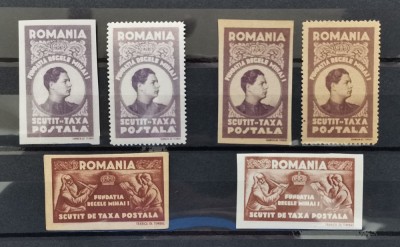 ROMANIA
FUNDATIA REGELE MIHAI I
SCUTIT-TAXA
POSTALA
ROMANIA
FUNDATIA REGELE MIHAI I
SCUTIT-TAXA
POSTALA
ROMANIA
FUNDATIA REGELE MIHAI I
SCUTIT-TAXA
POSTALA
ROMANIA
FUNDATIA REGELE MIHAI I
SCUTIT-TAXA
POSTALA
ROMANIA
FUNDATIA
REGELE MIHAI I
SCUTIT DE TAXA POSTALA
ROMANIA
FUNDATIA
REGELE MIHAI I
SCUTIT DE TAXA POSTALA